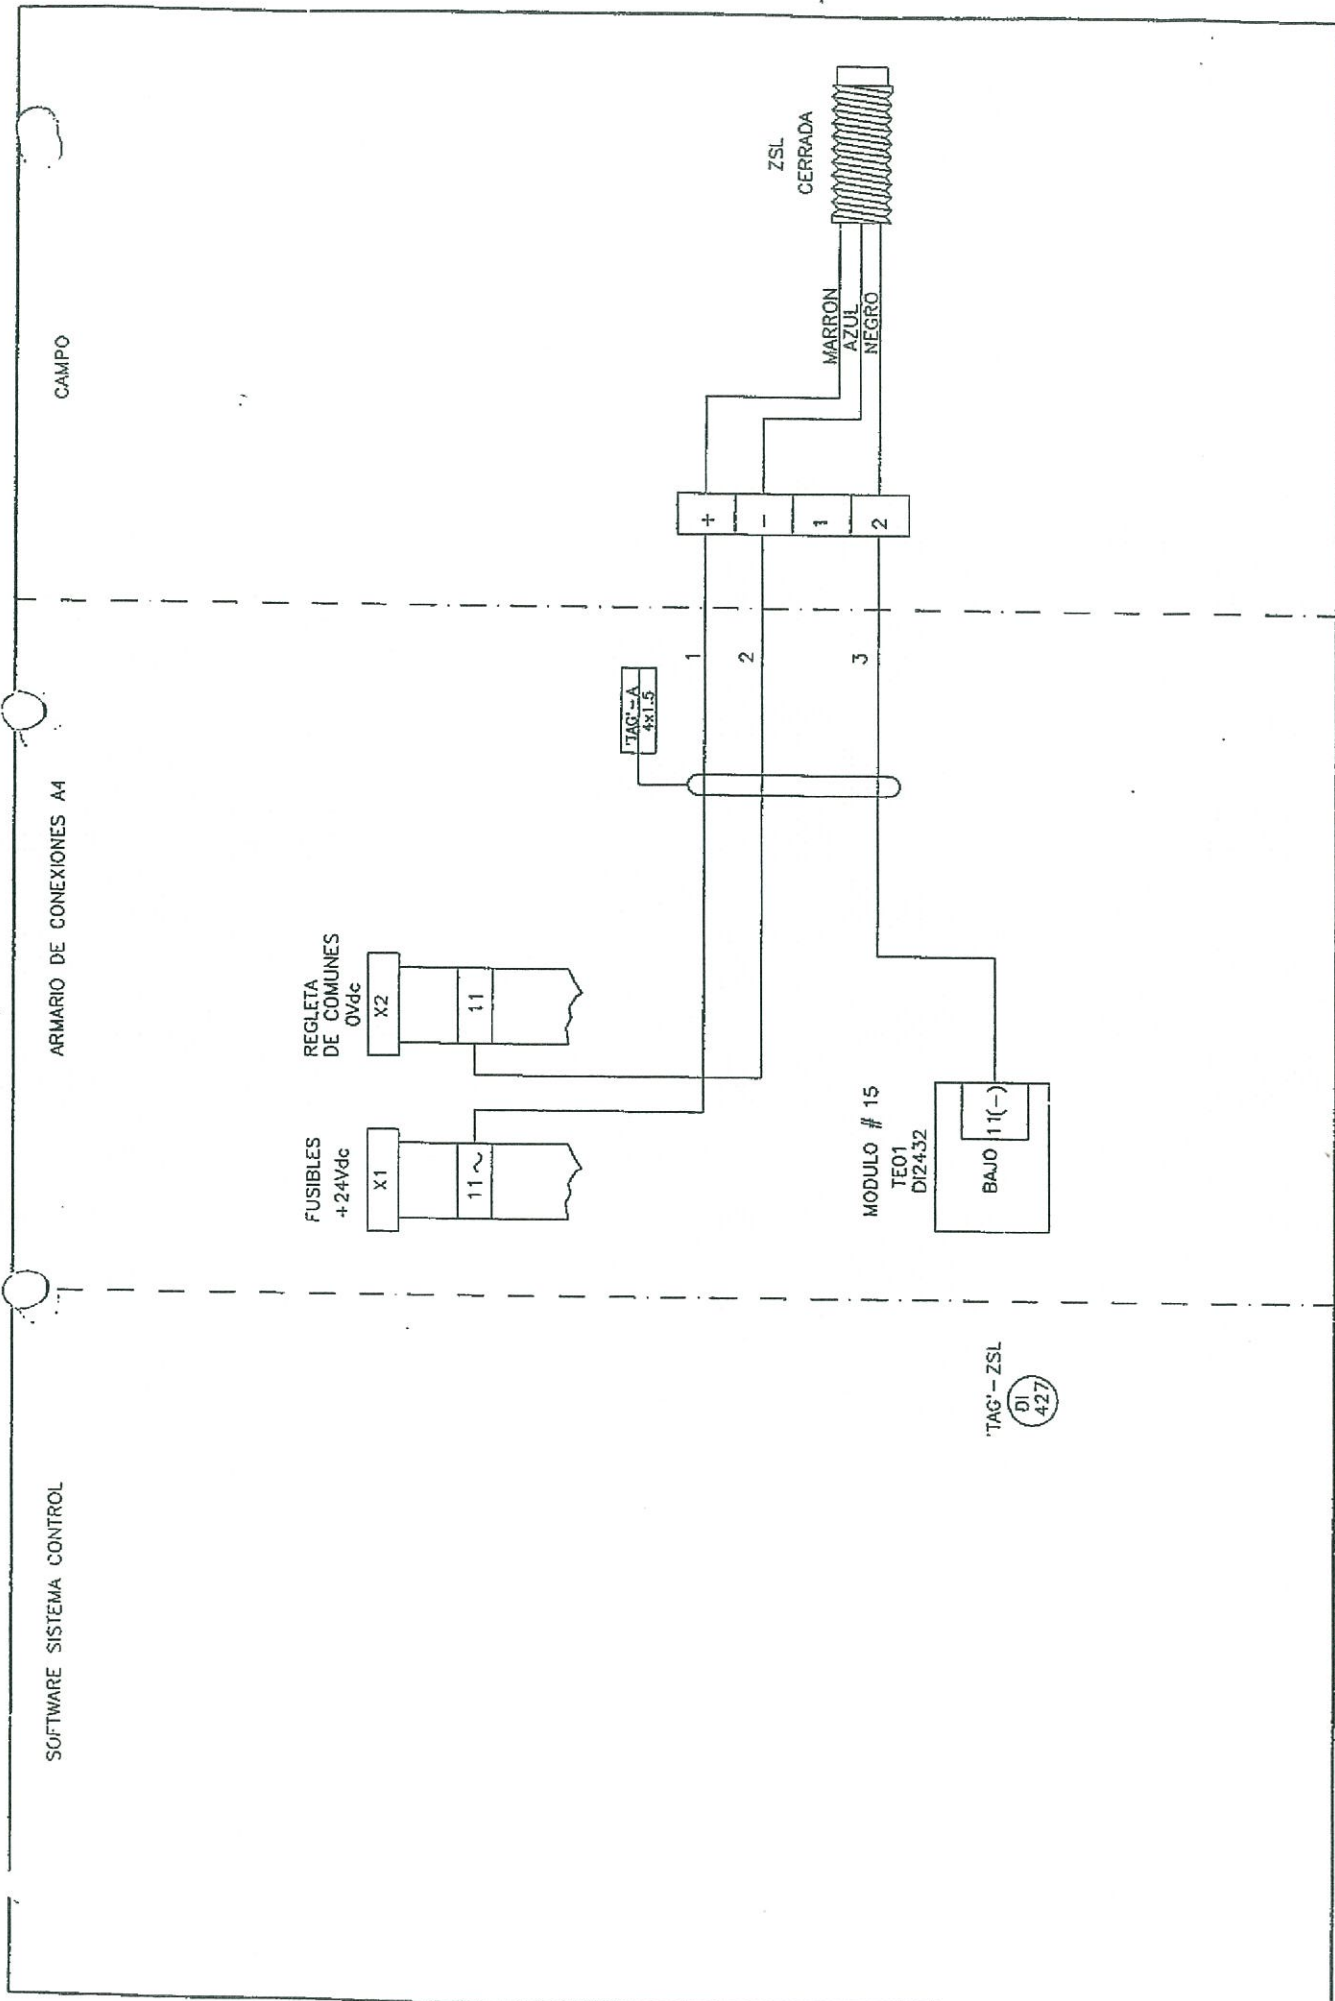 SOFTWARE SISTEMA CONTROL
ARMARIO DE CONEXIONES A4
CAMPO
FUSIBLES
+24Vdc
X1
11~
REGLETA
DE COMUNES
0Vdc
X2
11
'TAG'-A
4x1.5
1
2
3
+
-
1
2
ZSL
CERRADA
MARRON
AZUL
NEGRO
MODULO # 15
TE01
DI2432
BAJO
11(-)
'TAG'-ZSL
DI
427